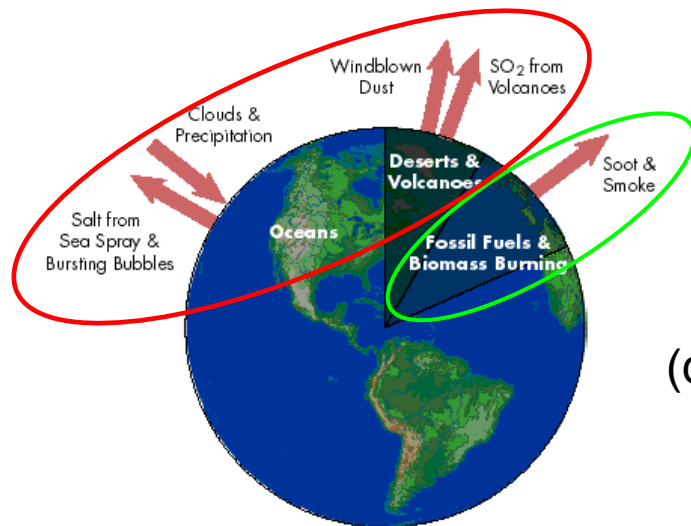 Windblown
Dust
SO₂ from
Volcanoes
Clouds &
Precipitation
Salt from
Sea Spray &
Bursting Bubbles
Oceans
Deserts &
Volcanoes
Soot &
Smoke
Fossil Fuels &
Biomass Burning